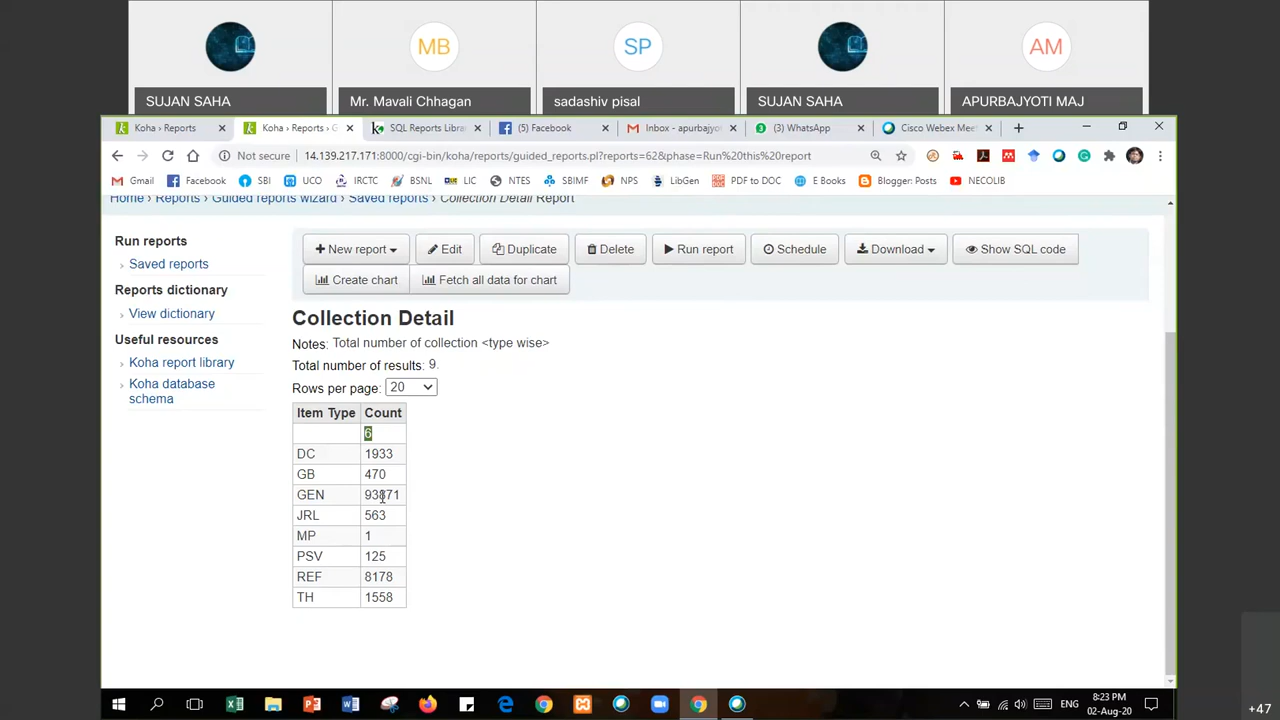 MB
SP
AM
SUJAN SAHA
Mr. Mavali Chhagan
sadashiv pisal
SUJAN SAHA
APURBAJYOTI MAJ
Koha › Reports
Koha › Reports › G
SQL Reports Libra
(5) Facebook
Inbox - apurbajyo
(3) WhatsApp
Cisco Webex Mee
Not secure
14.139.217.171:8000/cgi-bin/koha/reports/guided_reports.pl?reports=62&phase=Run%20this%20report
Gmail
Facebook
SBI
UCO
IRCTC
BSNL
LIC
NTES
SBIMF
NPS
LibGen
PDF to DOC
E Books
Blogger: Posts
NECOLIB
Home › Reports › Guided reports wizard › Saved reports › Collection Detail Report
Run reports
Saved reports
Reports dictionary
View dictionary
Useful resources
Koha report library
Koha database
schema
New report
Edit
Duplicate
Delete
Run report
Schedule
Download
Show SQL code
Create chart
Fetch all data for chart
Collection Detail
Notes: Total number of collection <type wise>
Total number of results: 9.
Rows per page: 20
Item Type Count
6
DC 1933
GB 470
GEN
JRL 563
MP 1
PSV 125
REF 8178
TH 1558
ENG
8:23 PM
02-Aug-20
+47